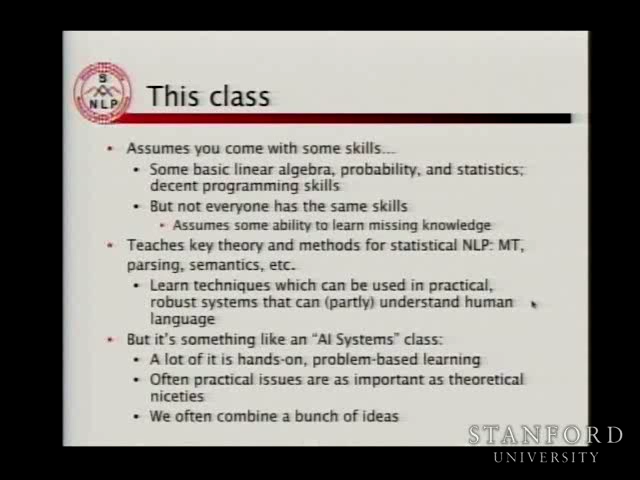 S
NLP
This class
• Assumes you come with some skills...
• Some basic linear algebra, probability, and statistics;
decent programming skills
• But not everyone has the same skills
• Assumes some ability to learn missing knowledge
• Teaches key theory and methods for statistical NLP: MT,
parsing, semantics, etc.
• Learn techniques which can be used in practical,
robust systems that can (partly) understand human
language
• But it's something like an “AI Systems” class:
• A lot of it is hands-on, problem-based learning
• Often practical issues are as important as theoretical
niceties
• We often combine a bunch of ideas
STANFORD
UNIVERSITY